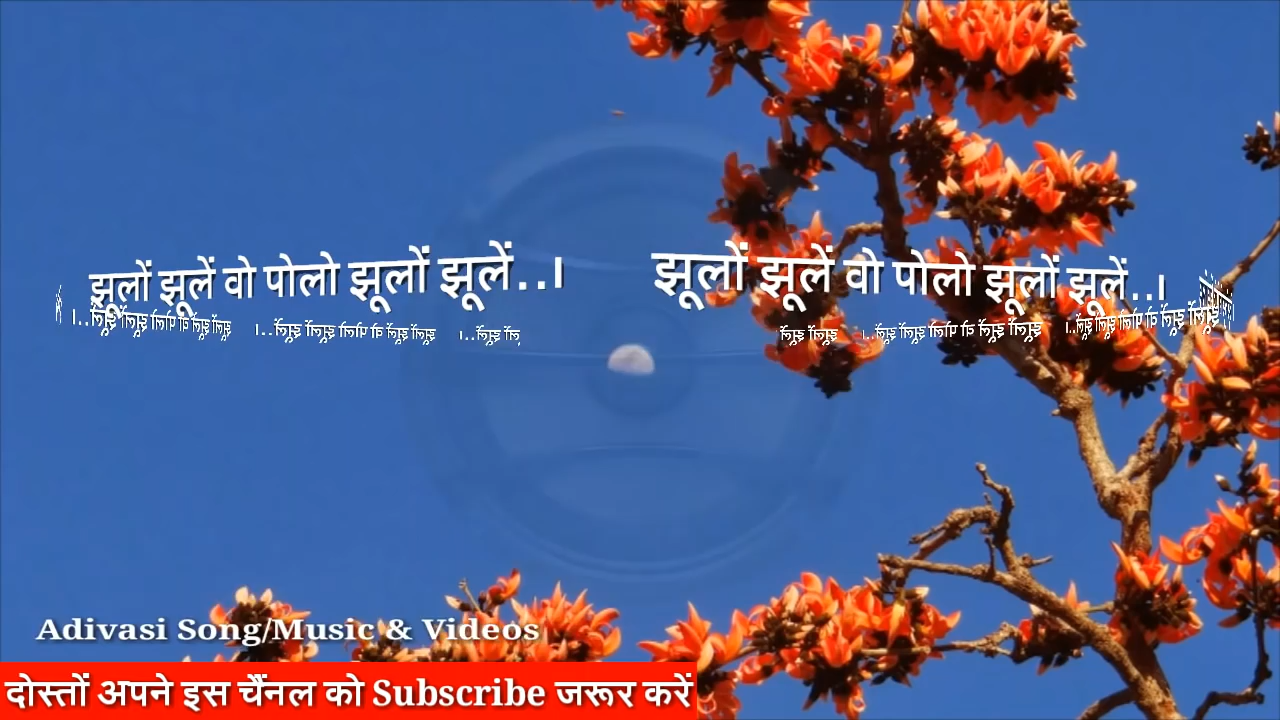 झूलों झूलें वो पोलो झूलों झूलें..। झूलों झूलें वो पोलो झूलों झूलें..।
Adivasi Song/Music & Videos
दोस्तों अपने इस चैंनल को Subscribe जरूर करें